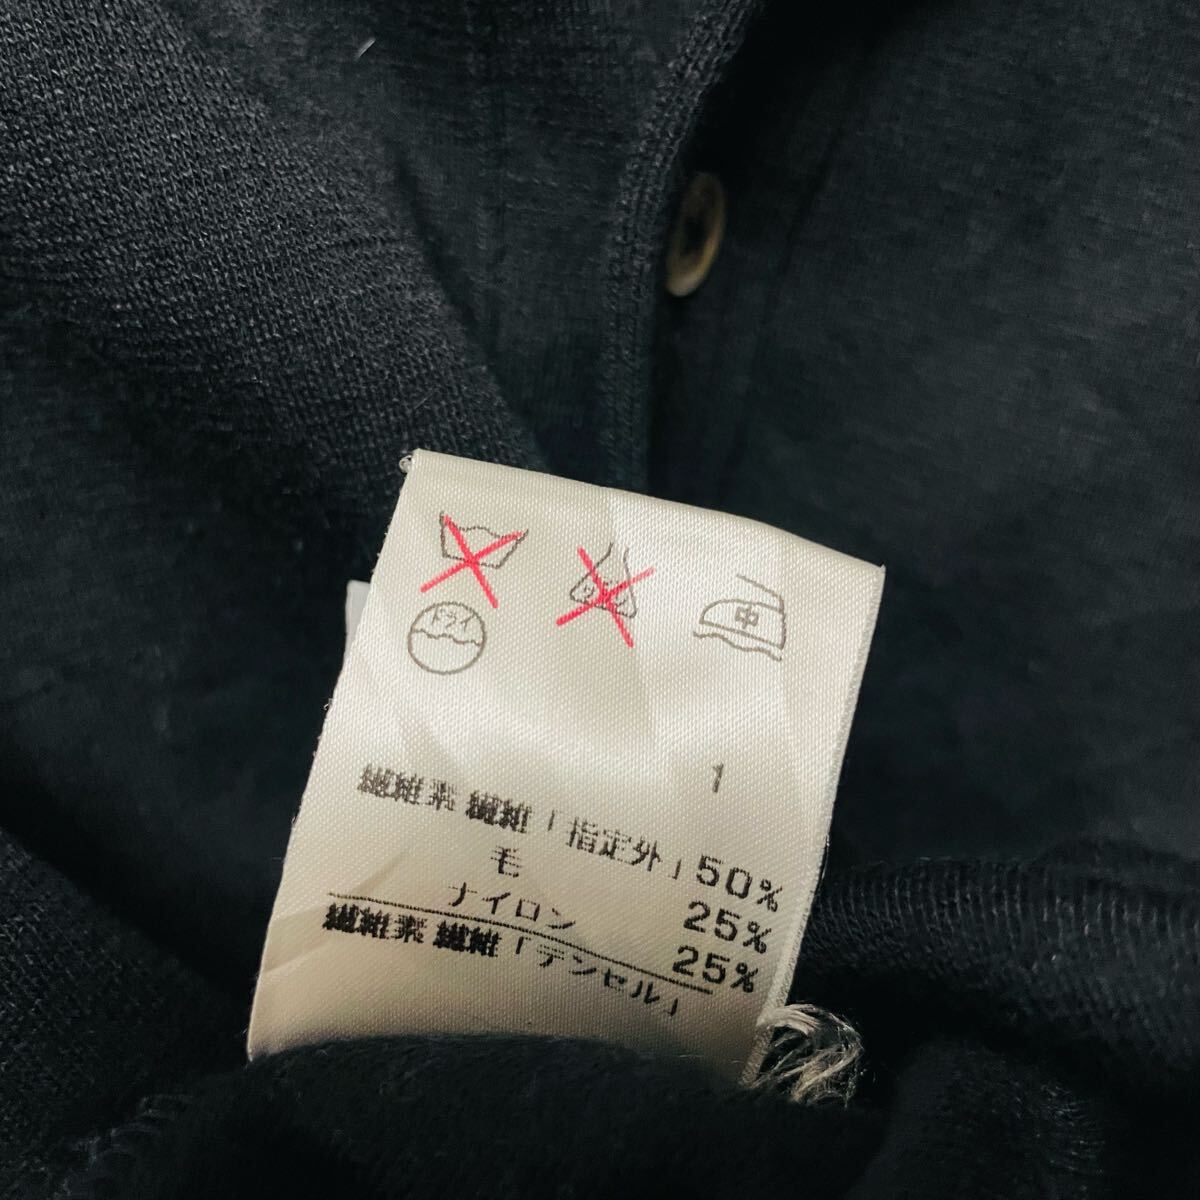 ドライ
中
1
繊維素 繊維「指定外」50%
毛 25%
ナイロン 25%
繊維素 繊維「テンセル」